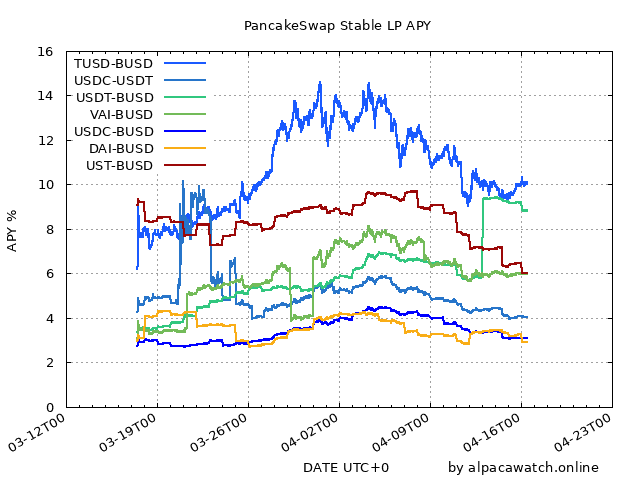 PancakeSwap Stable LP APY
16
14
12
10
8
6
4
2
0
APY %
TUSD-BUSD
USDC-USDT
USDT-BUSD
VAI-BUSD
USDC-BUSD
DAI-BUSD
UST-BUSD
03-12T00
03-19T00
03-26T00
04-02T00
04-09T00
04-16T00
04-23T00
DATE UTC+0
by alpacawatch.online